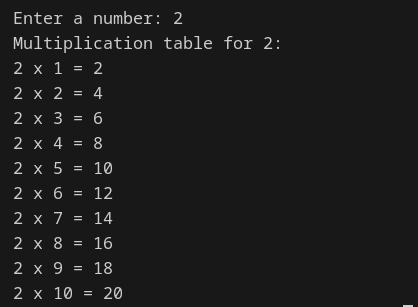 Enter a number: 2
Multiplication table for 2:
2 x 1 = 2
2 x 2 = 4
2 x 3 = 6
2 x 4 = 8
2 x 5 = 10
2 x 6 = 12
2 x 7 = 14
2 x 8 = 16
2 x 9 = 18
2 x 10 = 20